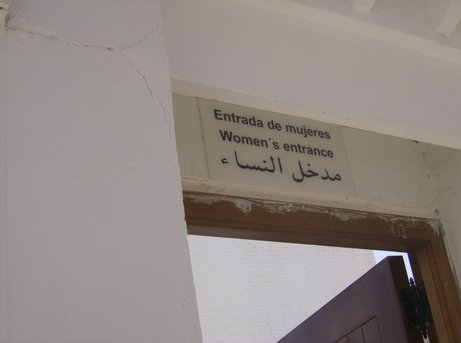 Entrada de mujeres
Women´s entrance
مدخل النساء